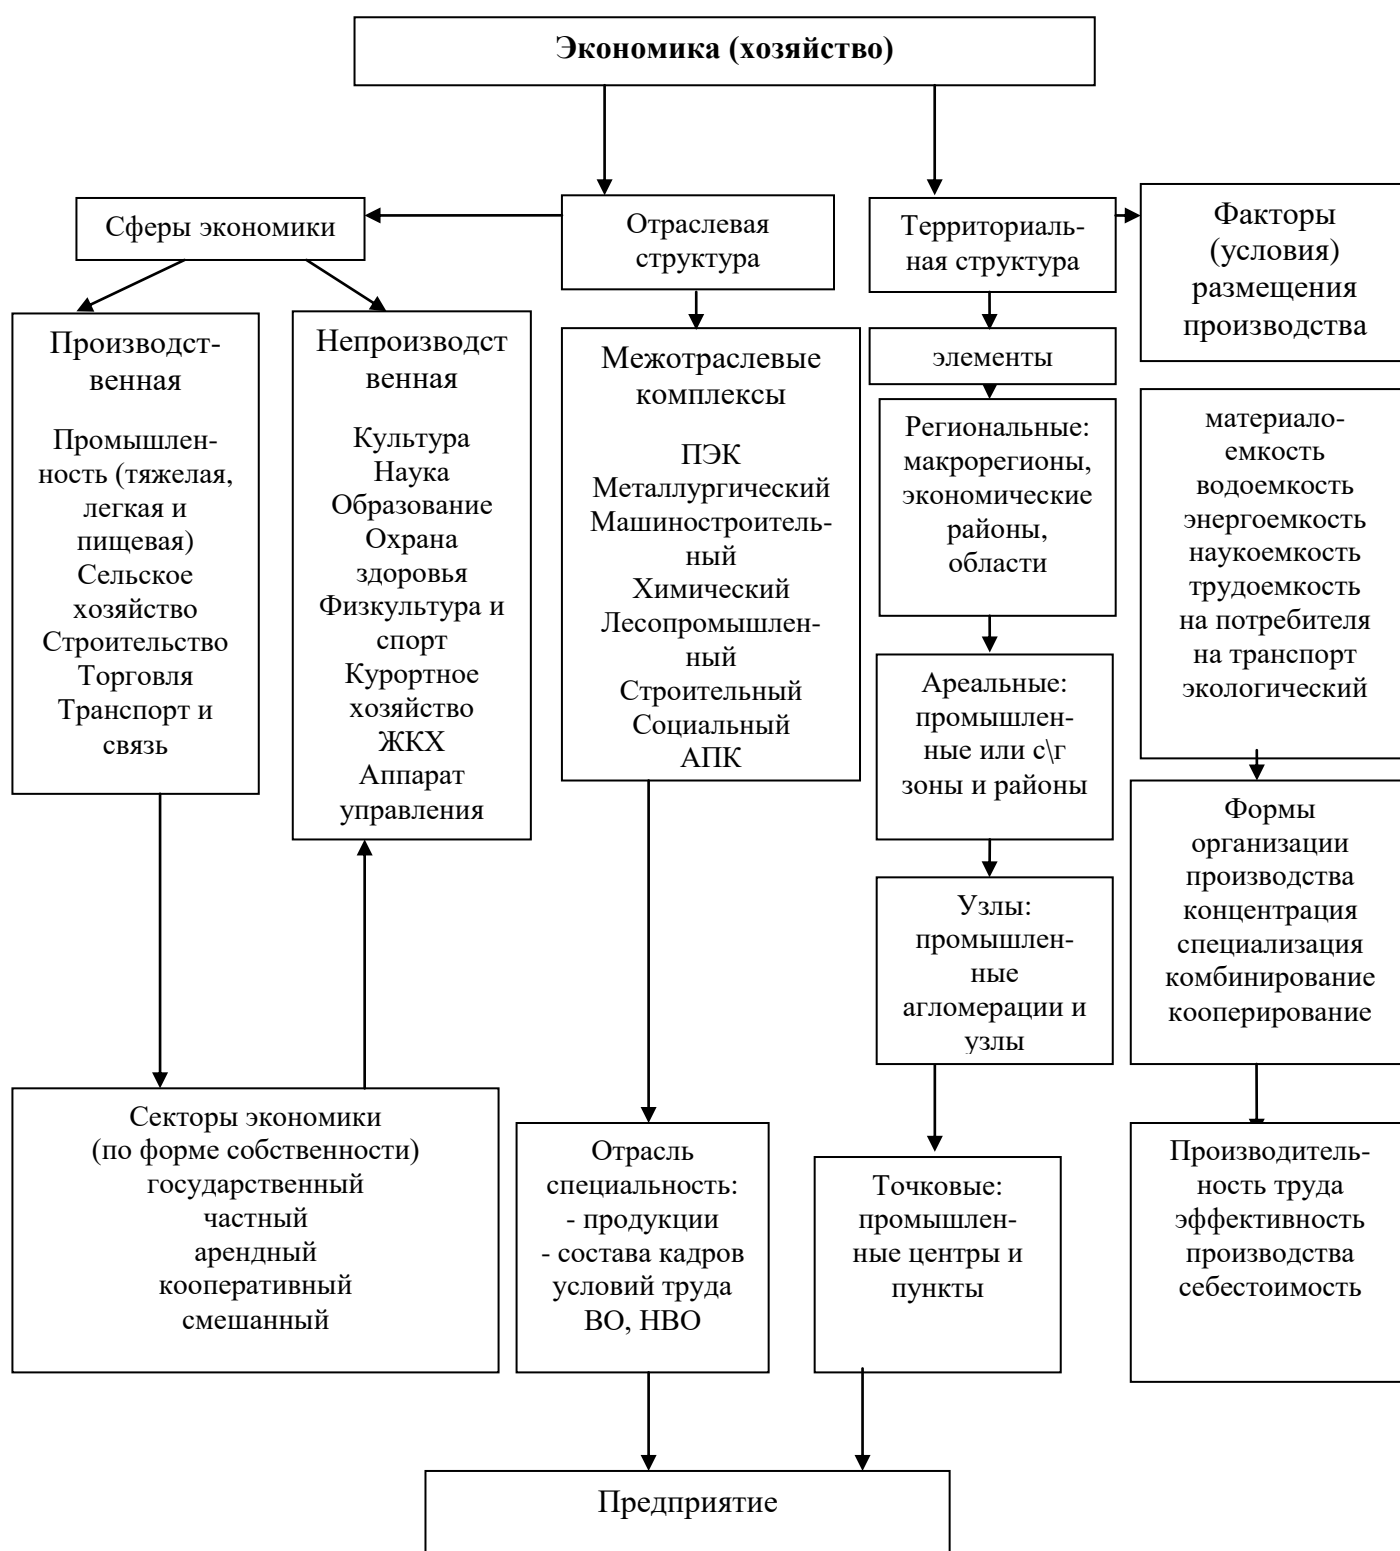 Экономика (хозяйство)
Сферы экономики
Отраслевая
структура
Территориаль-
ная структура
Факторы
(условия)
размещения
производства
Производст-
венная
Промышлен-
ность (тяжелая,
легкая и
пищевая)
Сельское
хозяйство
Строительство
Торговля
Транспорт и
связь
Непроизводст
венная
Культура
Наука
Образование
Охрана
здоровья
Физкультура и
спорт
Курортное
хозяйство
ЖКХ
Аппарат
управления
Межотраслевые
комплексы
ПЭК
Металлургический
Машиностроитель-
ный
Химический
Лесопромышлен-
ный
Строительный
Социальный
АПК
элементы
Региональные:
макрорегионы,
экономические
районы,
области
Ареальные:
промышлен-
ные или с\г
зоны и районы
Узлы:
промышлен-
ные
агломерации и
узлы
материало-
емкость
водоемкость
энергоемкость
наукоемкость
трудоемкость
на потребителя
на транспорт
экологический
Формы
организации
производства
концентрация
специализация
комбинирование
кооперирование
Секторы экономики
(по форме собственности)
государственный
частный
арендный
кооперативный
смешанный
Отрасль
специальность:
- продукции
- состава кадров
условий труда
ВО, НВО
Точковые:
промышлен-
ные центры и
пункты
Производитель-
ность труда
эффективность
производства
себестоимость
Предприятие